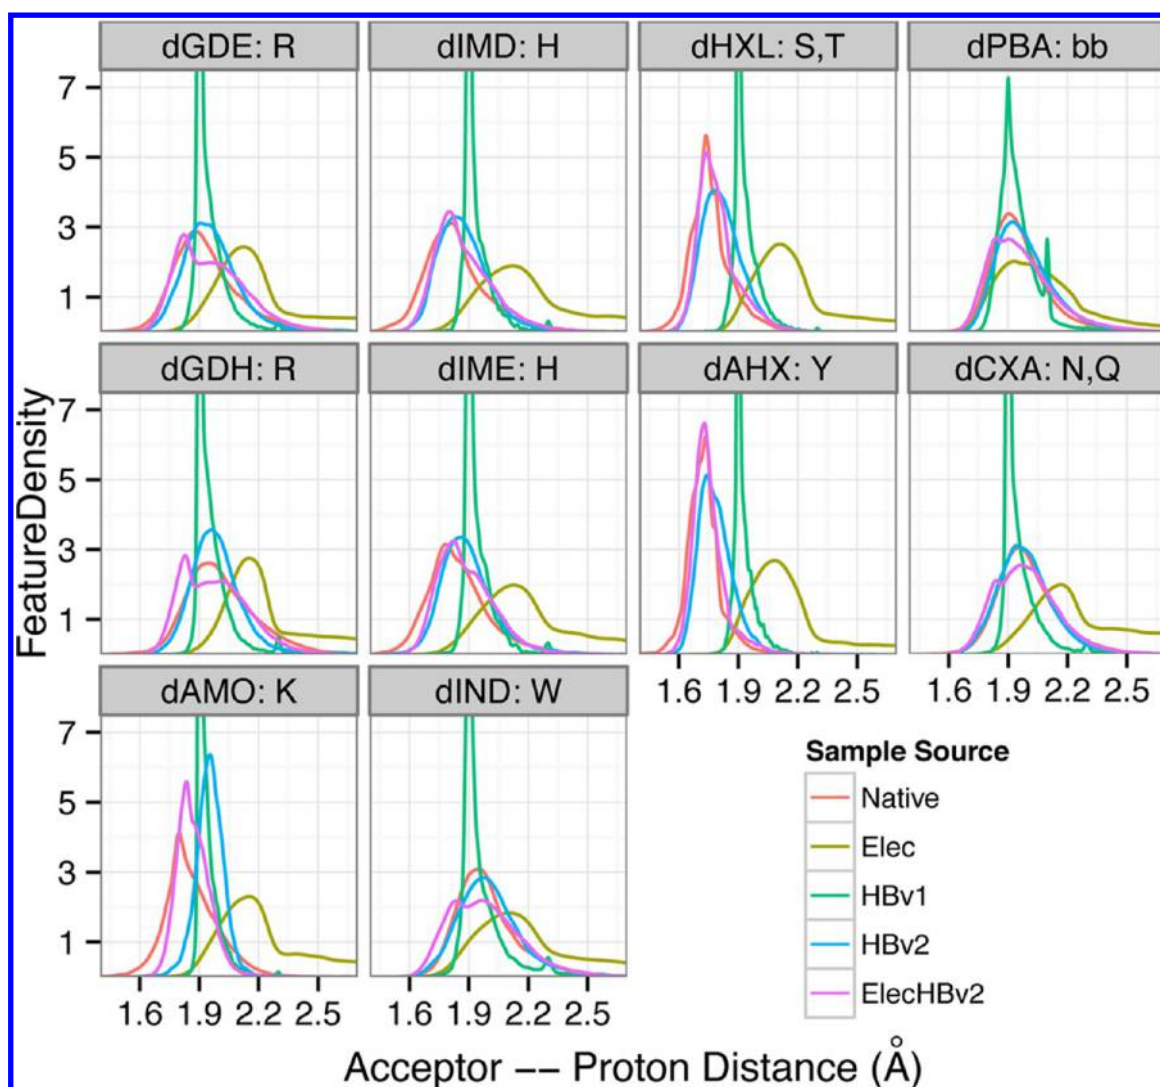 dGDE: R
dIMD: H
dHXL: S,T
dPBA: bb
7
5
3
1
dGDH: R
dIME: H
dAHX: Y
dCXA: N,Q
7
5
3
1
1.6 1.9 2.2 2.5
1.6 1.9 2.2 2.5
dAMO: K
dIND: W
7
5
3
1
1.6 1.9 2.2 2.5
1.6 1.9 2.2 2.5
FeatureDensity
Acceptor –– Proton Distance (Å)
Sample Source
Native
Elec
HBv1
HBv2
ElecHBv2